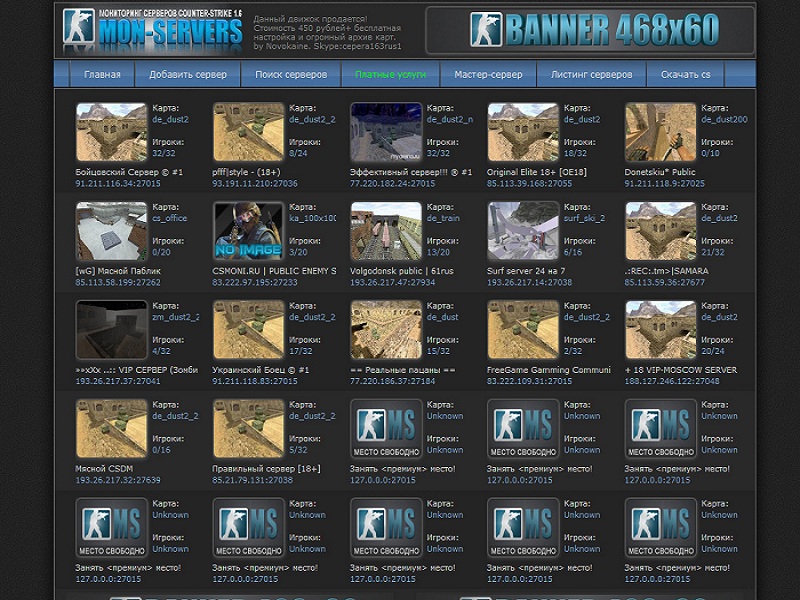 МОНИТОРИНГ СЕРВЕРОВ COUNTER-STRIKE 1.6
MON-SERVERS
Данный движок продается!
Стоимость 450 рублей+ бесплатная
настройка и огромный архив карт.
by Novokaine. Skype:cepera163rus1
BANNER 468x60
Главная Добавить сервер Поиск серверов Платные услуги Мастер-сервер Листинг серверов Скачать cs
Карта: Карта: Карта: Карта: Карта:
de_dust2 de_dust2_2 de_dust2_n de_dust2 de_dust200
Игроки: Игроки: Игроки: Игроки: Игроки:
32/32 8/24 32/32 18/32 0/10
Бойцовский Сервер © #1 pfff|style - (18+) Эффективный сервер!!! ® #1 Original Elite 18+ [OE18] Donetskiu* Public
91.211.116.34:27015 93.191.11.210:27036 77.220.182.24:27015 85.113.39.168:27055 91.211.118.9:27025
Карта: Карта: Карта: Карта: Карта:
cs_office ka_100x100 de_train surf_ski_2 de_dust2
Игроки: Игроки: Игроки: Игроки: Игроки:
0/20 3/20 13/20 6/16 21/32
NO IMAGE
[wG] Мясной Паблик CSMONI.RU | PUBLIC ENEMY S Volgodonsk public | 61rus Surf server 24 на 7 .:REC:.tm>|SAMARA
85.113.58.199:27262 83.222.97.195:27233 193.26.217.47:27934 193.26.217.14:27038 85.113.59.36:27677
Карта: Карта: Карта: Карта: Карта:
zm_dust2_2 de_dust2_2 de_dust de_dust2_2 de_dust2
Игроки: Игроки: Игроки: Игроки: Игроки:
4/32 17/32 15/32 2/32 20/24
»»xXx ..:: VIP СЕРВЕР (Зомби Украинский Боец © #1 == Реальные пацаны == FreeGame Gamming Communi + 18 VIP-MOSCOW SERVER
193.26.217.37:27041 91.211.118.83:27015 77.220.186.37:27184 83.222.109.31:27015 188.127.246.122:27048
Карта: Карта: Карта: Карта: Карта:
de_dust2_2 de_dust2_2 Unknown Unknown Unknown
MS MS MS
Игроки: Игроки: Игроки: Игроки: Игроки:
0/16 5/32 Unknown Unknown Unknown
МЕСТО СВОБОДНО МЕСТО СВОБОДНО МЕСТО СВОБОДНО
Мясной CSDM Правильный сервер [18+] Занять <премиум> место! Занять <премиум> место! Занять <премиум> место!
193.26.217.32:27639 85.21.79.131:27038 127.0.0.0:27015 127.0.0.0:27015 127.0.0.0:27015
Карта: Карта: Карта: Карта: Карта:
Unknown Unknown Unknown Unknown Unknown
MS MS MS MS MS
Игроки: Игроки: Игроки: Игроки: Игроки:
Unknown Unknown Unknown Unknown Unknown
МЕСТО СВОБОДНО МЕСТО СВОБОДНО МЕСТО СВОБОДНО МЕСТО СВОБОДНО МЕСТО СВОБОДНО
Занять <премиум> место! Занять <премиум> место! Занять <премиум> место! Занять <премиум> место! Занять <премиум> место!
127.0.0.0:27015 127.0.0.0:27015 127.0.0.0:27015 127.0.0.0:27015 127.0.0.0:27015